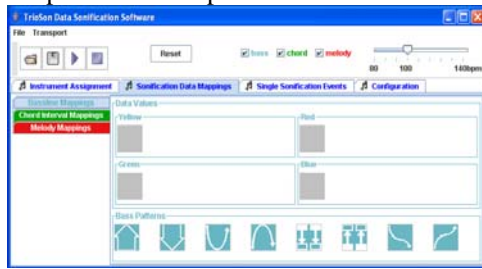 TrioSon Data Sonification Software
File Transport
Reset
bass chord melody
80 100 140bpm
Instrument Assignment Sonification Data Mappings Single Sonification Events Configuration
Bassline Mappings
Chord Interval Mappings
Melody Mappings
Data Values
Yellow Red
Green Blue
Bass Patterns